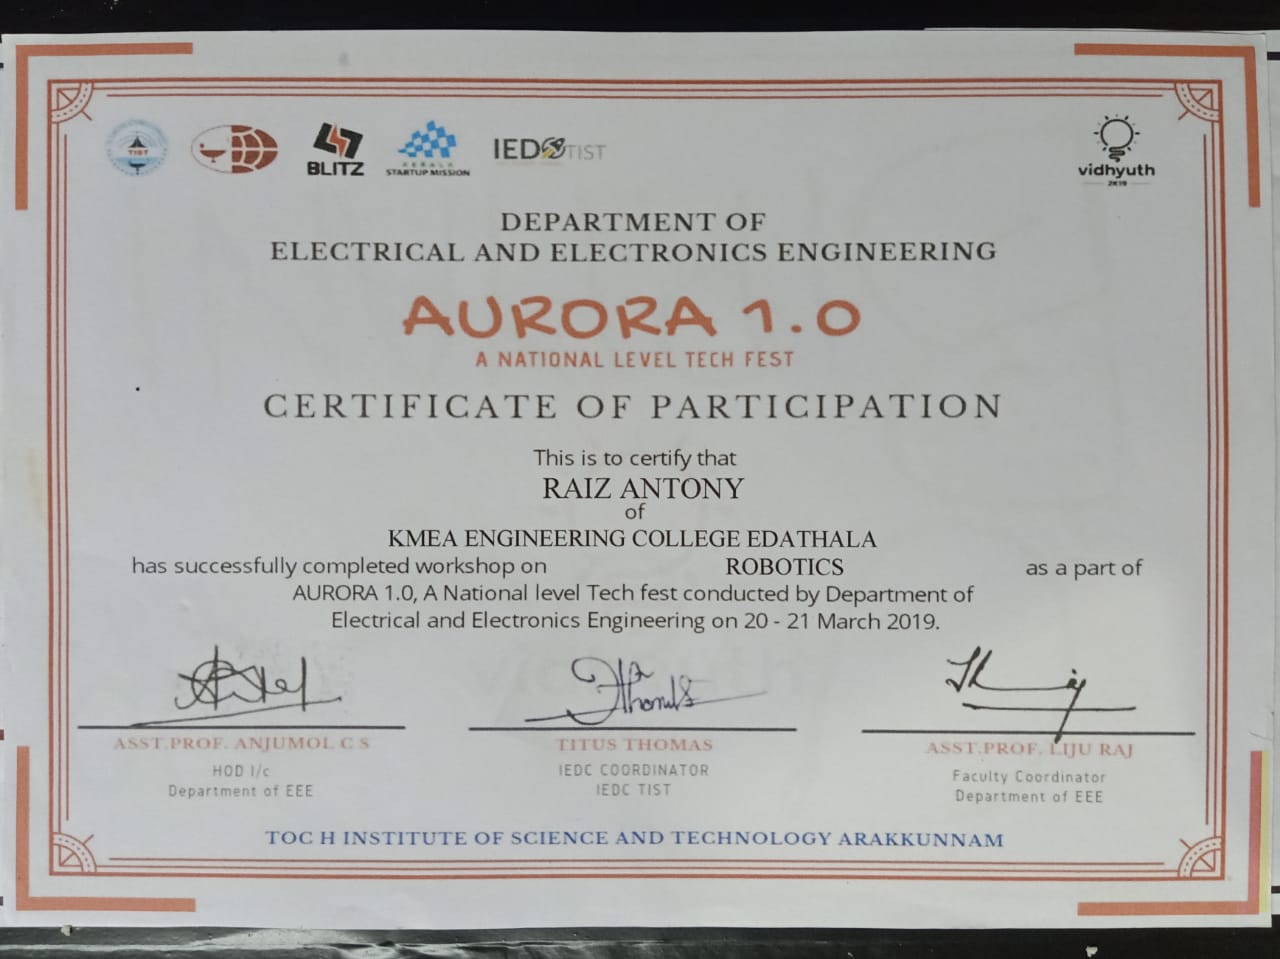 TIST
BLITZ
KERALA
STARTUP MISSION
IEDC TIST
vidhyuth
2K19
DEPARTMENT OF
ELECTRICAL AND ELECTRONICS ENGINEERING
AURORA 1.0
A NATIONAL LEVEL TECH FEST
CERTIFICATE OF PARTICIPATION
This is to certify that
RAIZ ANTONY
of
KMEA ENGINEERING COLLEGE EDATHALA
has successfully completed workshop on ROBOTICS as a part of
AURORA 1.0, A National level Tech fest conducted by Department of
Electrical and Electronics Engineering on 20 - 21 March 2019.
ASST.PROF. ANJUMOL C S
HOD I/c
Department of EEE
TITUS THOMAS
IEDC COORDINATOR
IEDC TIST
ASST.PROF. LIJU RAJ
Faculty Coordinator
Department of EEE
TOC H INSTITUTE OF SCIENCE AND TECHNOLOGY ARAKKUNNAM